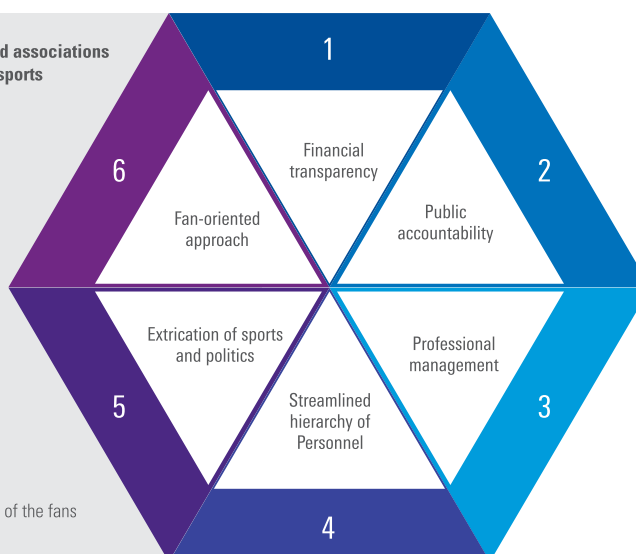 d associations
sports
1
Financial
transparency
2
Public
accountability
3
Professional
management
4
Streamlined
hierarchy of
Personnel
5
Extrication of sports
and politics
6
Fan-oriented
approach
of the fans